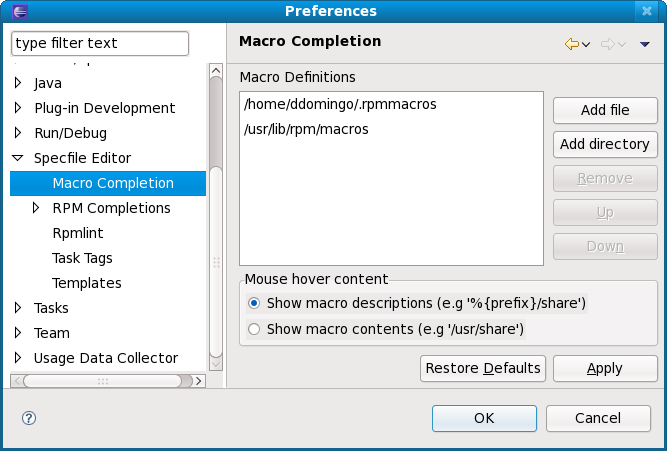 Preferences
type filter text
Java
Plug-in Development
Run/Debug
Specfile Editor
Macro Completion
RPM Completions
Rpmlint
Task Tags
Templates
Tasks
Team
Usage Data Collector
Macro Completion
Macro Definitions
/home/ddomingo/.rpmmacros
/usr/lib/rpm/macros
Add file
Add directory
Remove
Up
Down
Mouse hover content
Show macro descriptions (e.g '%{prefix}/share')
Show macro contents (e.g '/usr/share')
Restore Defaults
Apply
OK
Cancel